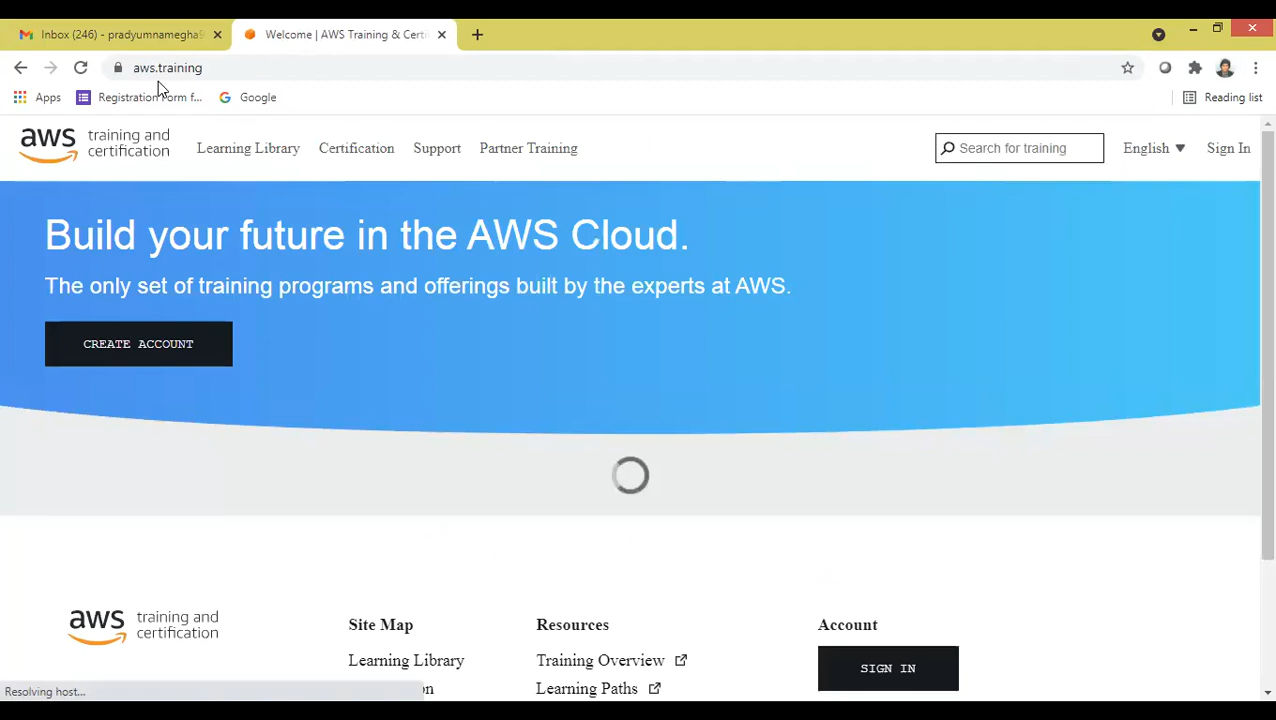 Inbox (246) - pradyumnamegha
Welcome | AWS Training & Certi
aws.training
Apps
Registration Form f...
Google
Reading list
aws training and certification
Learning Library
Certification
Support
Partner Training
Search for training
English
Sign In
Build your future in the AWS Cloud.
The only set of training programs and offerings built by the experts at AWS.
CREATE ACCOUNT
aws training and certification
Site Map
Resources
Account
Learning Library
Training Overview
SIGN IN
on
Learning Paths
Resolving host...